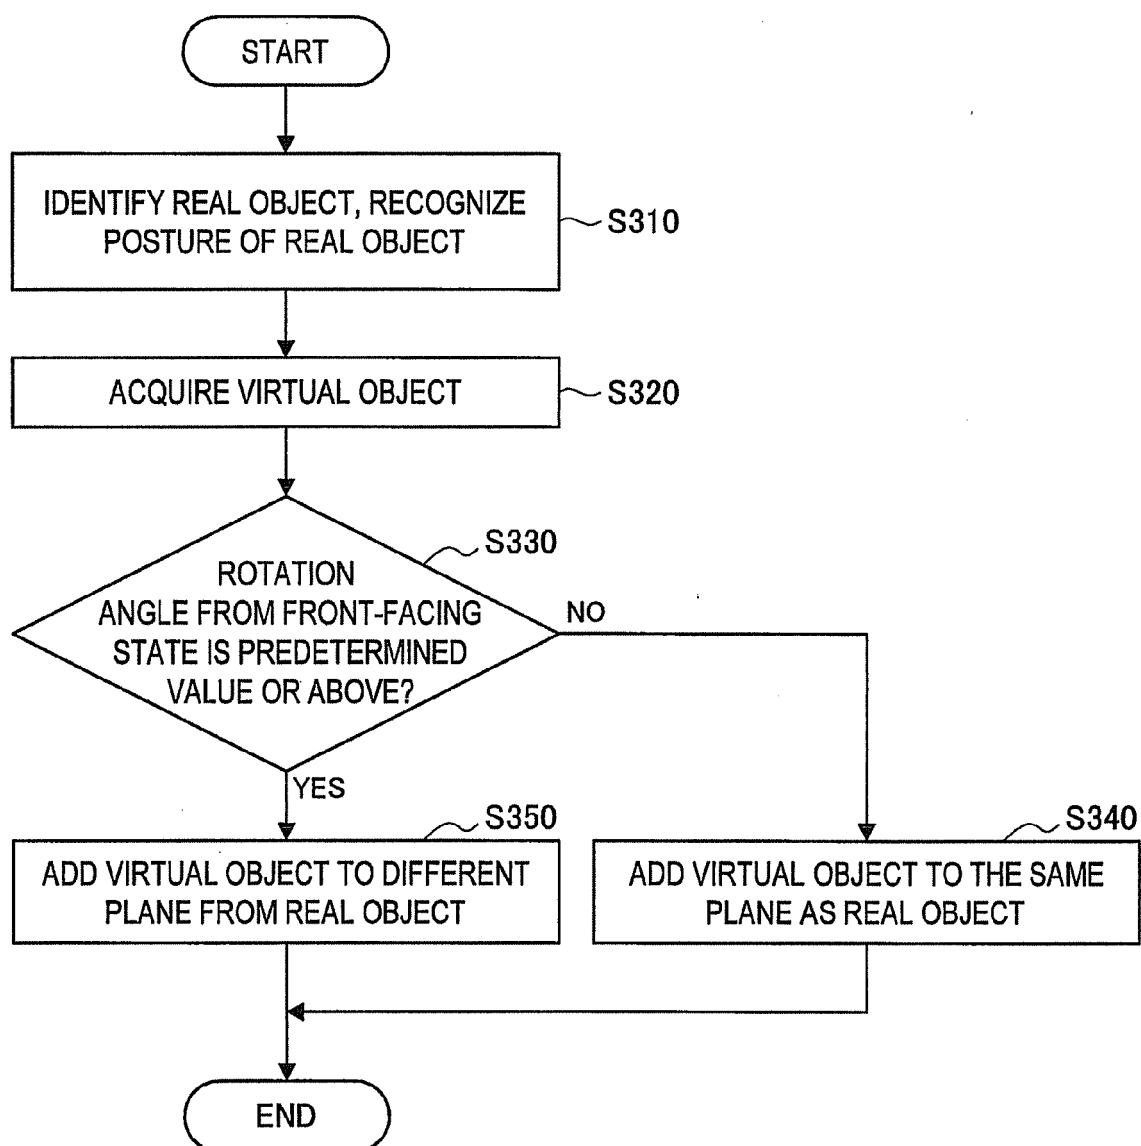 START
IDENTIFY REAL OBJECT, RECOGNIZE
POSTURE OF REAL OBJECT
S310
ACQUIRE VIRTUAL OBJECT
S320
S330
ROTATION
ANGLE FROM FRONT-FACING
STATE IS PREDETERMINED
VALUE OR ABOVE?
NO
YES
S350
ADD VIRTUAL OBJECT TO DIFFERENT
PLANE FROM REAL OBJECT
S340
ADD VIRTUAL OBJECT TO THE SAME
PLANE AS REAL OBJECT
END